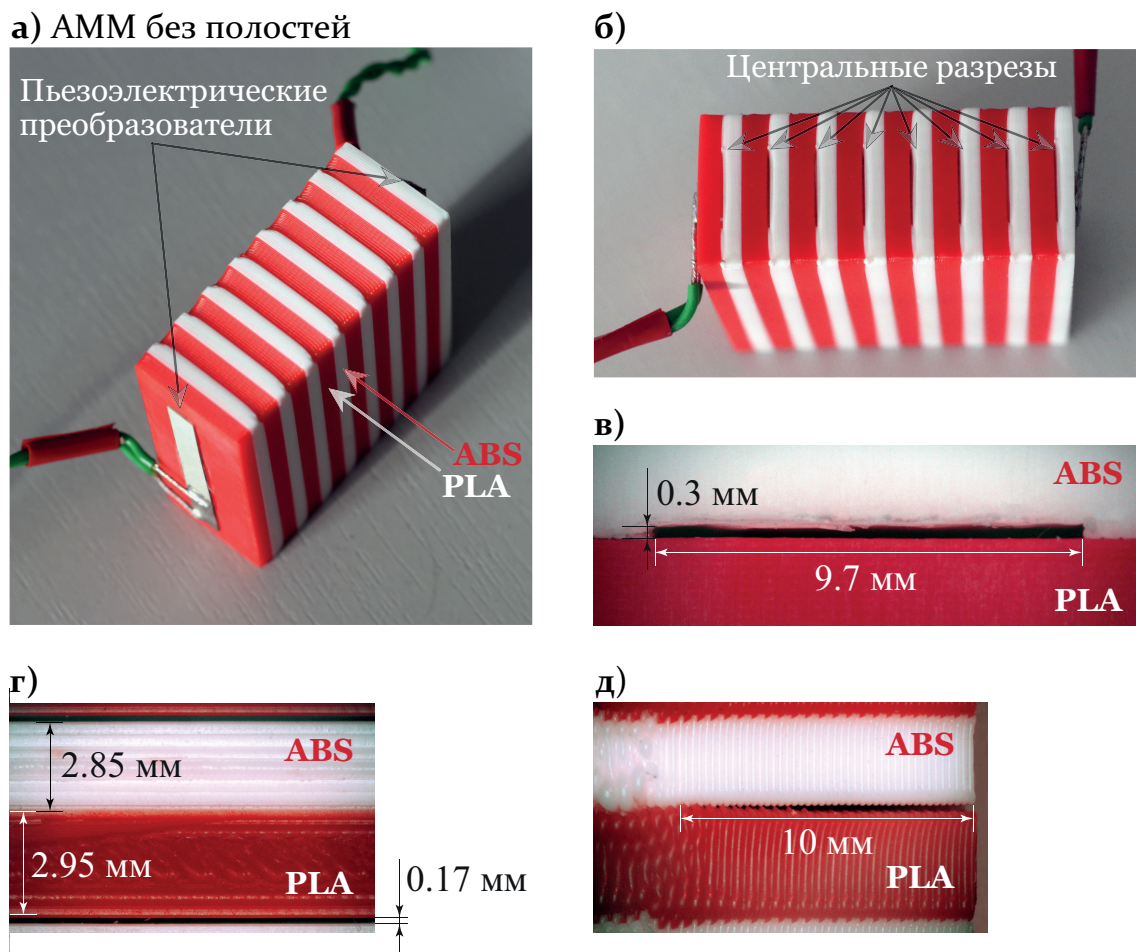 а) АММ без полостей
Пьезоэлектрические
преобразователи
ABS
PLA
б)
Центральные разрезы
в)
ABS
0.3 мм
9.7 мм
PLA
г)
ABS
2.85 мм
2.95 мм
PLA
0.17 мм
д)
ABS
10 мм
PLA